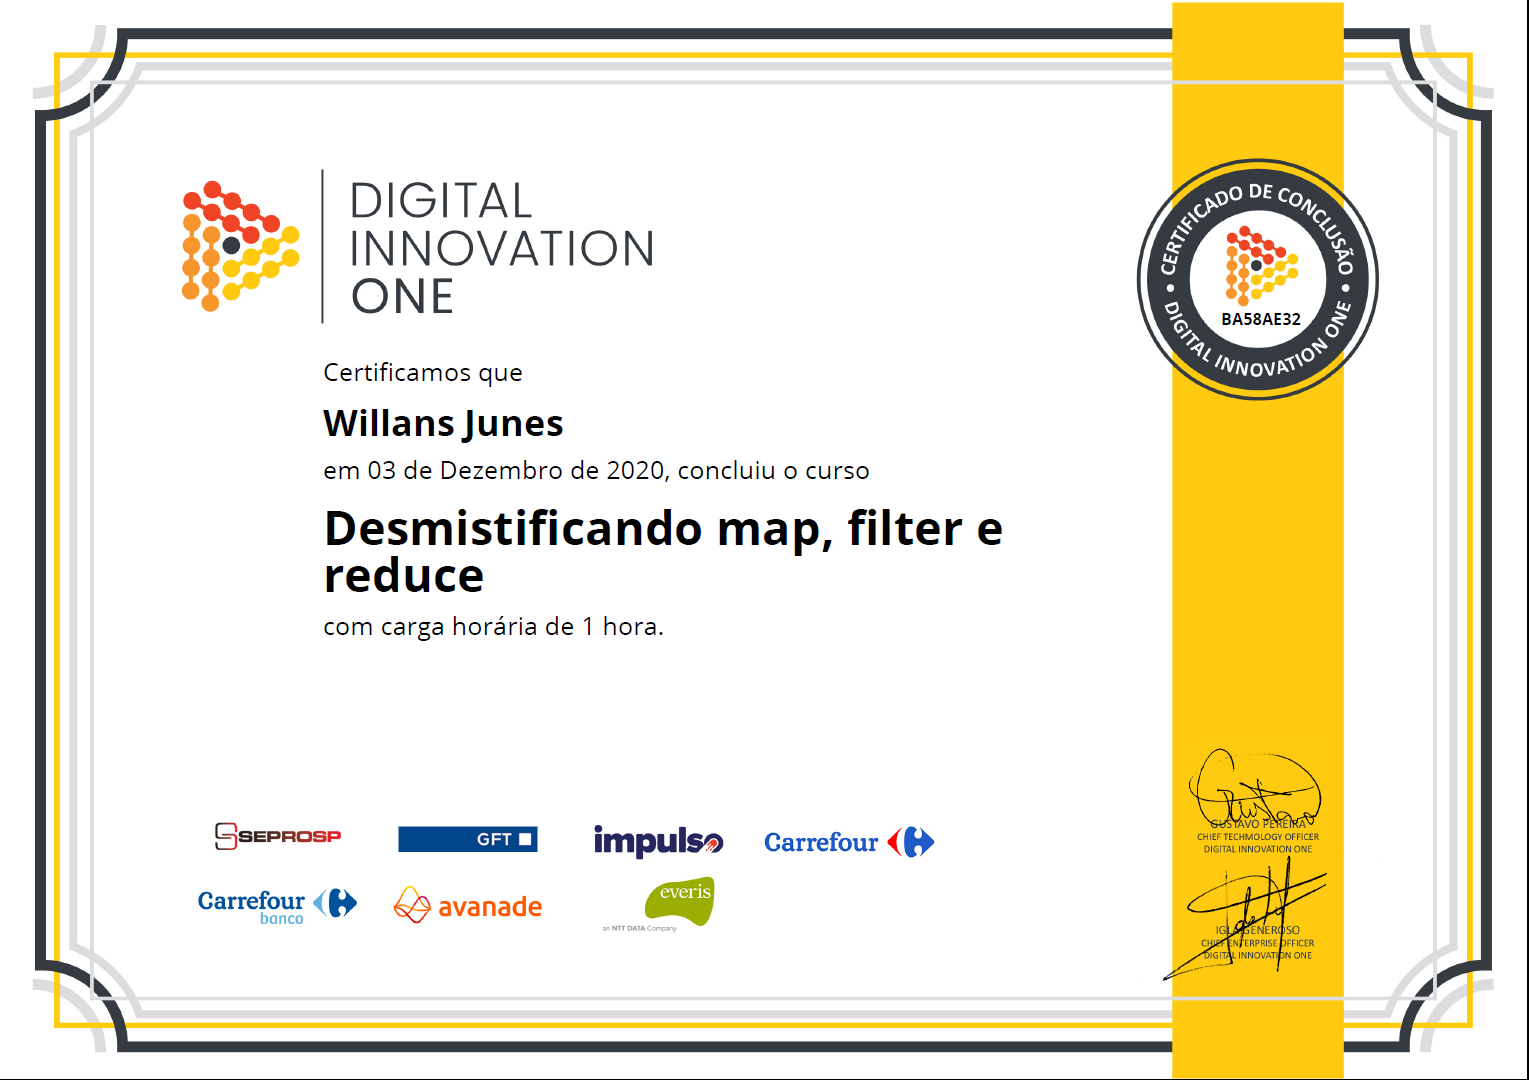 DIGITAL
INNOVATION
ONE
CERTIFICADO DE CONCLUSÃO
BA58AE32
DIGITAL INNOVATION ONE
Certificamos que
Willans Junes
em 03 de Dezembro de 2020, concluiu o curso
Desmistificando map, filter e
reduce
com carga horária de 1 hora.
SEPROSP
GFT
impulso
Carrefour
Carrefour
banco
avanade
everis
an NTT DATA Company
Gustavo
GUSTAVO PEREIRA
CHIEF TECHMOLOGY OFFICER
DIGITAL INNOVATION ONE
IGLA GENEROSO
CHIEF ENTERPRISE OFFICER
DIGITAL INNOVATION ONE